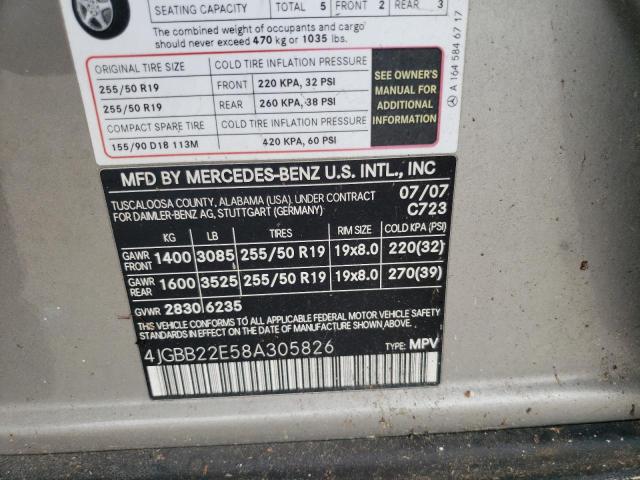 SEATING CAPACITY TOTAL 5 FRONT 2 REAR 3
The combined weight of occupants and cargo
should never exceed 470 kg or 1035 lbs.
ORIGINAL TIRE SIZE COLD TIRE INFLATION PRESSURE
255/50 R19 FRONT 220 KPA, 32 PSI
255/50 R19 REAR 260 KPA, 38 PSI
COMPACT SPARE TIRE COLD TIRE INFLATION PRESSURE
155/90 D18 113M 420 KPA, 60 PSI
SEE OWNER'S
MANUAL FOR
ADDITIONAL
INFORMATION
A 164 584 67 17
MFD BY MERCEDES-BENZ U.S. INTL., INC
TUSCALOOSA COUNTY, ALABAMA (USA). UNDER CONTRACT 07/07
FOR DAIMLER-BENZ AG, STUTTGART (GERMANY) C723
KG LB TIRES RIM SIZE COLD KPA (PSI)
GAWR FRONT 1400 3085 255/50 R19 19x8.0 220(32)
GAWR REAR 1600 3525 255/50 R19 19x8.0 270(39)
GVWR 2830 6235
THIS VEHICLE CONFORMS TO ALL APPLICABLE FEDERAL MOTOR VEHICLE SAFETY
STANDARDS IN EFFECT ON THE DATE OF MANUFACTURE SHOWN ABOVE.
4JGBB22E58A305826 TYPE: MPV